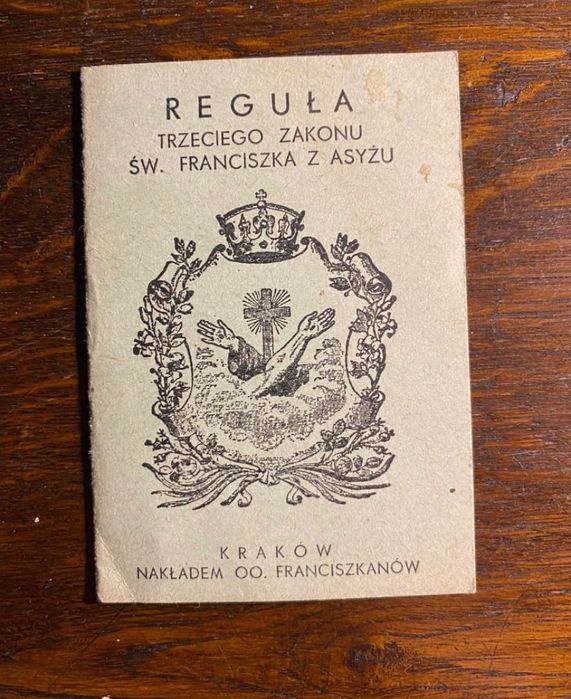 REGUŁA
TRZECIEGO ZAKONU
ŚW. FRANCISZKA Z ASYŻU
KRAKÓW
NAKŁADEM OO. FRANCISZKANÓW